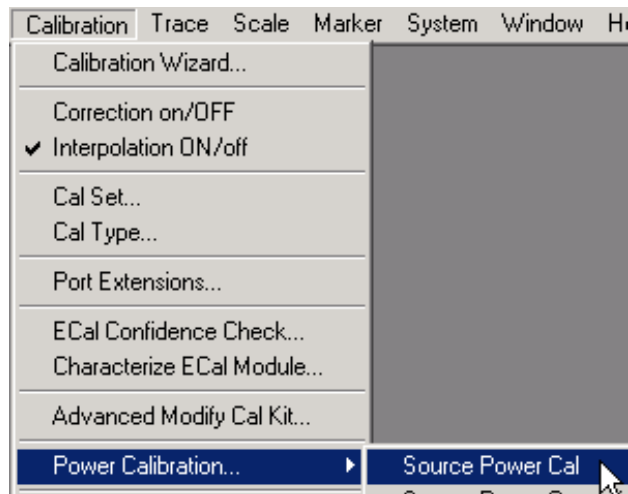 Calibration Trace Scale Marker System Window
Calibration Wizard...
Correction on/OFF
Interpolation ON/off
Cal Set...
Cal Type...
Port Extensions...
ECal Confidence Check...
Characterize ECal Module...
Advanced Modify Cal Kit...
Power Calibration...
Source Power Cal